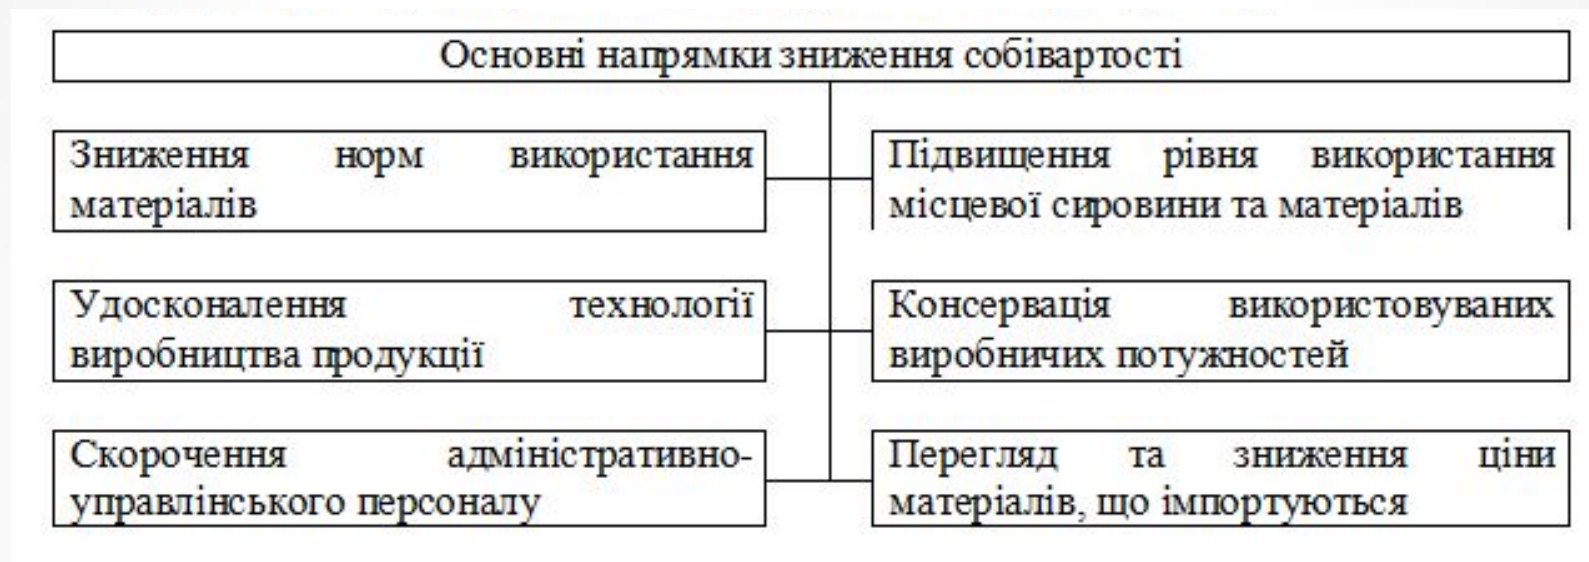 Основні напрямки зниження собівартості
Зниження норм використання
матеріалів
Підвищення рівня використання
місцевої сировини та матеріалів
Удосконалення технології
виробництва продукції
Консервація використовуваних
виробничих потужностей
Скорочення адміністративно-
управлінського персоналу
Перегляд та зниження ціни
матеріалів, що імпортуються